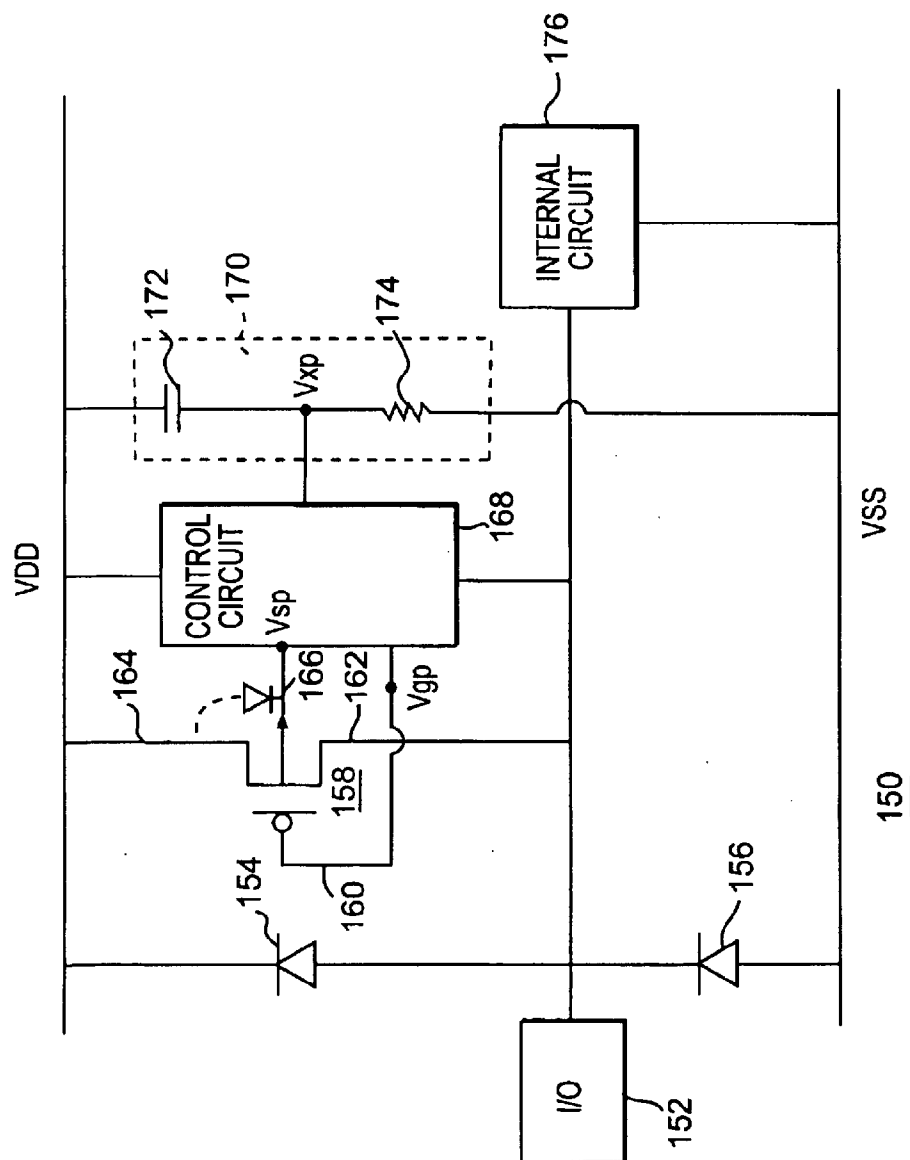 VDD
164
172
170
154
CONTROL
CIRCUIT
Vsp
166
Vxp
158
162
174
176
160
Vgp
168
INTERNAL
CIRCUIT
I/O
152
156
VSS
150